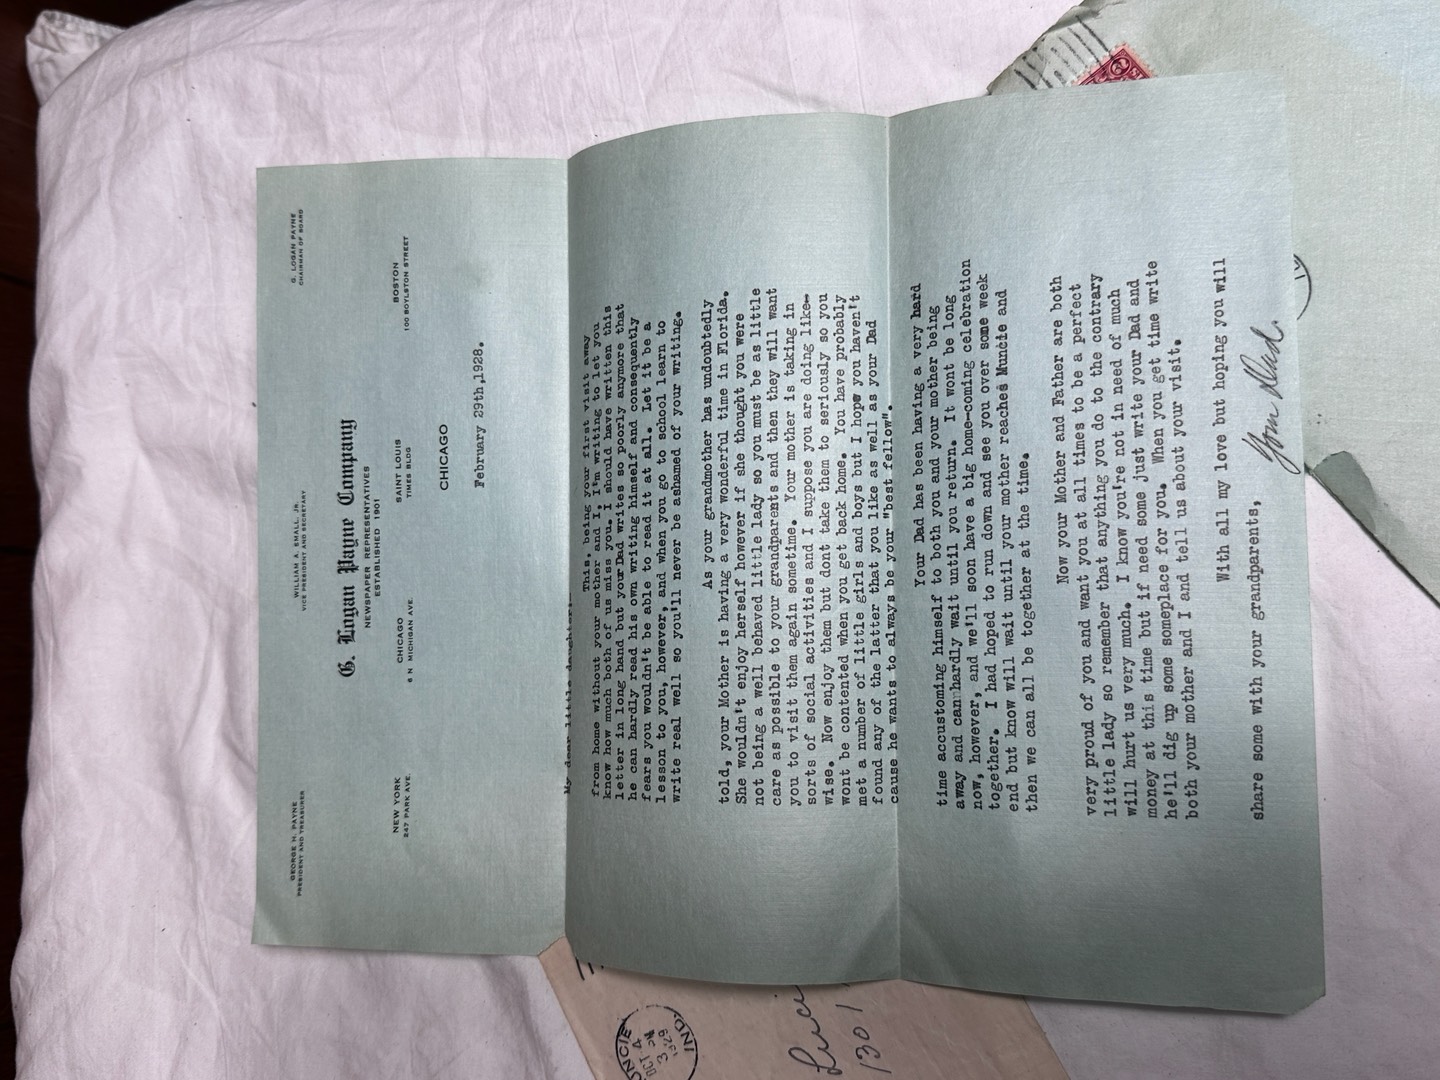 GEORGE H. PAYNE
PRESIDENT AND TREASURER
WILLIAM A. SMALL, JR.
VICE PRESIDENT AND SECRETARY
G. LOGAN PAYNE
CHAIRMAN OF BOARD
G. Logan Payne Company
NEWSPAPER REPRESENTATIVES
ESTABLISHED 1901
NEW YORK
247 PARK AVE.
CHICAGO
6 N. MICHIGAN AVE.
SAINT LOUIS
TIMES BLDG
BOSTON
100 BOYLSTON STREET
CHICAGO
February 29th,1928.
My dear little daughter:
This, being your first visit away
from home without your mother and I, I'm writing to let you
know how much both of us miss you. I should have written this
letter in long hand but your Dad writes so poorly anymore that
he can hardly read his own writing himself and consequently
fears you wouldn't be able to read it at all. Let it be a
lesson to you, however, and when you go to school learn to
write real well so you'll never be ashamed of your writing.
As your grandmother has undoubtedly
told, your Mother is having a very wonderful time in Florida.
She wouldn't enjoy herself however if she thought you were
not being a well behaved little lady so you must be as little
care as possible to your grandparents and then they will want
you to visit them again sometime. Your mother is taking in
sorts of social activities and I suppose you are doing like-
wise. Now enjoy them but dont take them to seriously so you
wont be contented when you get back home. You have probably
met a number of little girls and boys but I hope you haven't
found any of the latter that you like as well as your Dad
cause he wants to always be your "best fellow".
Your Dad has been having a very hard
time accustoming himself to both you and your mother being
away and can hardly wait until you return. It wont be long
now, however, and we'll soon have a big home-coming celebration
together. I had hoped to run down and see you over some week
end but know will wait until your mother reaches Muncie and
then we can all be together at the time.
Now your Mother and Father are both
very proud of you and want you at all times to be a perfect
little lady so remember that anything you do to the contrary
will hurt us very much. I know you're not in need of much
money at this time but if need some just write your Dad and
he'll dig up some someplace for you. When you get time write
both your mother and I and tell us about your visit.
With all my love but hoping you will
share some with your grandparents,
Your Dad.
OCT 4
3 PM
1929
IND.
1301